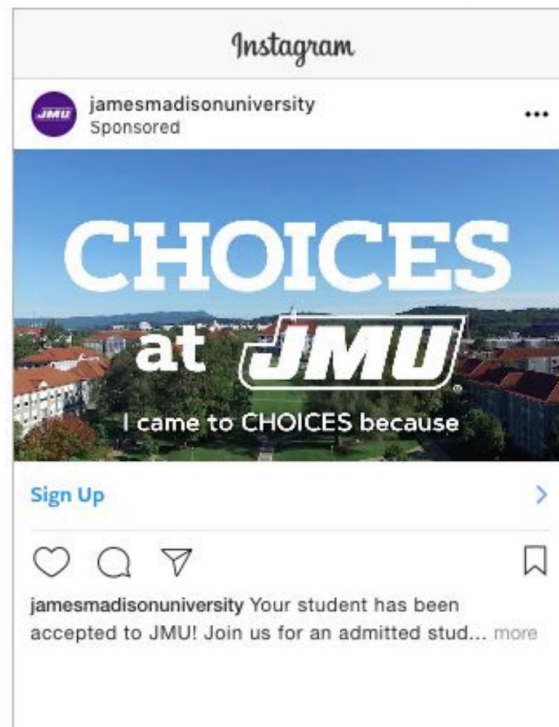 Instagram
JMU
jamesmadisonuniversity
Sponsored
CHOICES
at JMU®
I came to CHOICES because
Sign Up
jamesmadisonuniversity Your student has been
accepted to JMU! Join us for an admitted stud... more